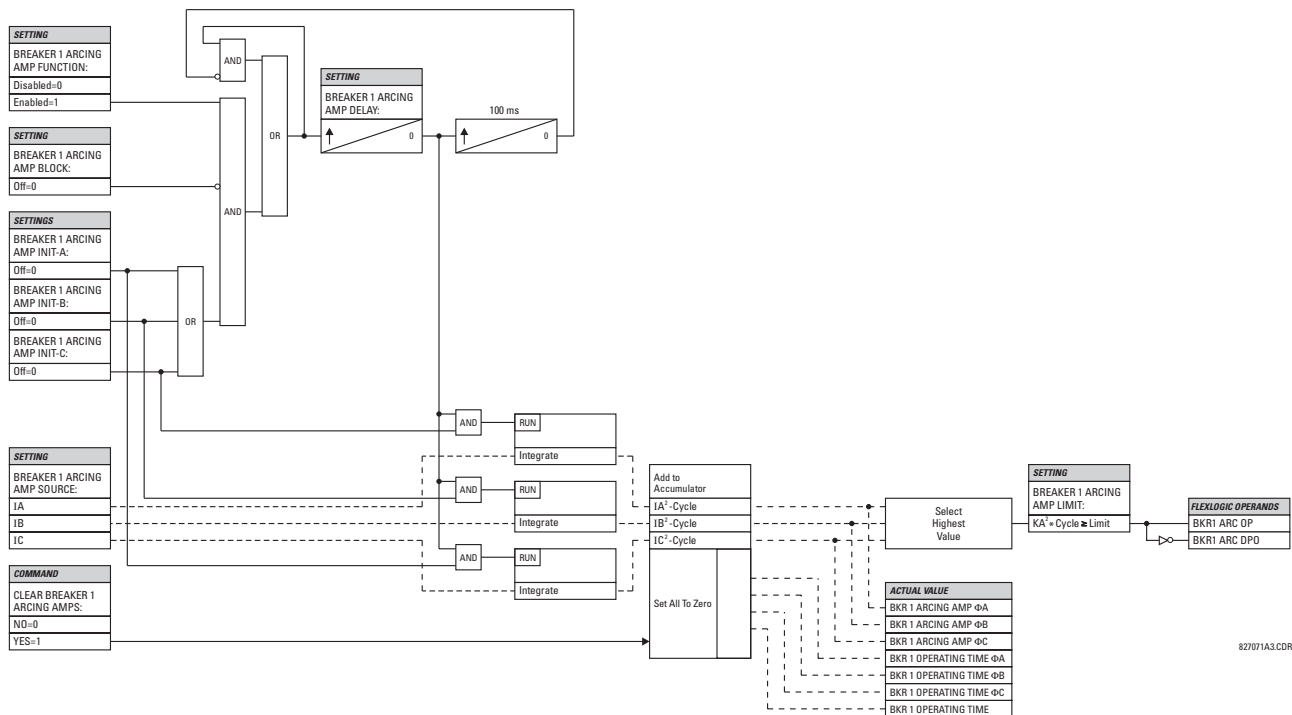 SETTING
BREAKER 1 ARCING
AMP FUNCTION:
Disabled=0
Enabled=1
SETTING
BREAKER 1 ARCING
AMP BLOCK:
Off=0
SETTINGS
BREAKER 1 ARCING
AMP INIT-A:
Off=0
BREAKER 1 ARCING
AMP INIT-B:
Off=0
BREAKER 1 ARCING
AMP INIT-C:
Off=0
SETTING
BREAKER 1 ARCING
AMP SOURCE:
IA
IB
IC
COMMAND
CLEAR BREAKER 1
ARCING AMPS:
NO=0
YES=1
AND
OR
AND
OR
SETTING
BREAKER 1 ARCING
AMP DELAY:
0
100 ms
0
AND
RUN
Integrate
AND
RUN
Integrate
AND
RUN
Integrate
Add to
Accumulator
IA²-Cycle
IB²-Cycle
IC²-Cycle
Set All To Zero
Select
Highest
Value
SETTING
BREAKER 1 ARCING
AMP LIMIT:
KA²*Cycle ≥ Limit
FLEXLOGIC OPERANDS
BKR1 ARC OP
BKR1 ARC DPO
ACTUAL VALUE
BKR 1 ARCING AMP ΦA
BKR 1 ARCING AMP ΦB
BKR 1 ARCING AMP ΦC
BKR 1 OPERATING TIME ΦA
BKR 1 OPERATING TIME ΦB
BKR 1 OPERATING TIME ΦC
BKR 1 OPERATING TIME
827071A3.CDR